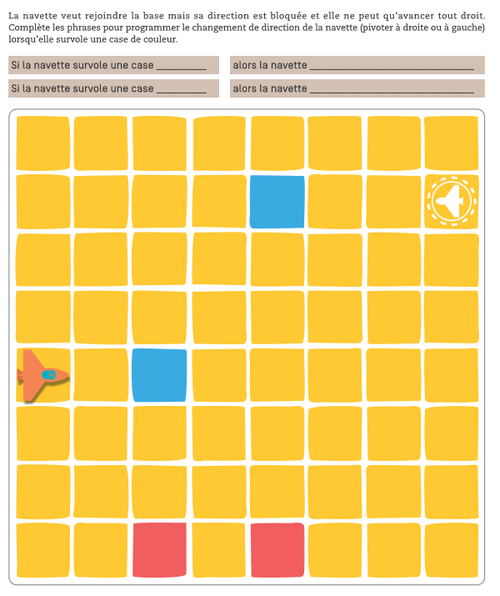 La navette veut rejoindre la base mais sa direction est bloquée et elle ne peut qu'avancer tout droit.
Complète les phrases pour programmer le changement de direction de la navette (pivoter à droite ou à gauche)
lorsqu'elle survole une case de couleur.
Si la navette survole une case ________ alors la navette ____________________________
Si la navette survole une case ________ alors la navette ____________________________